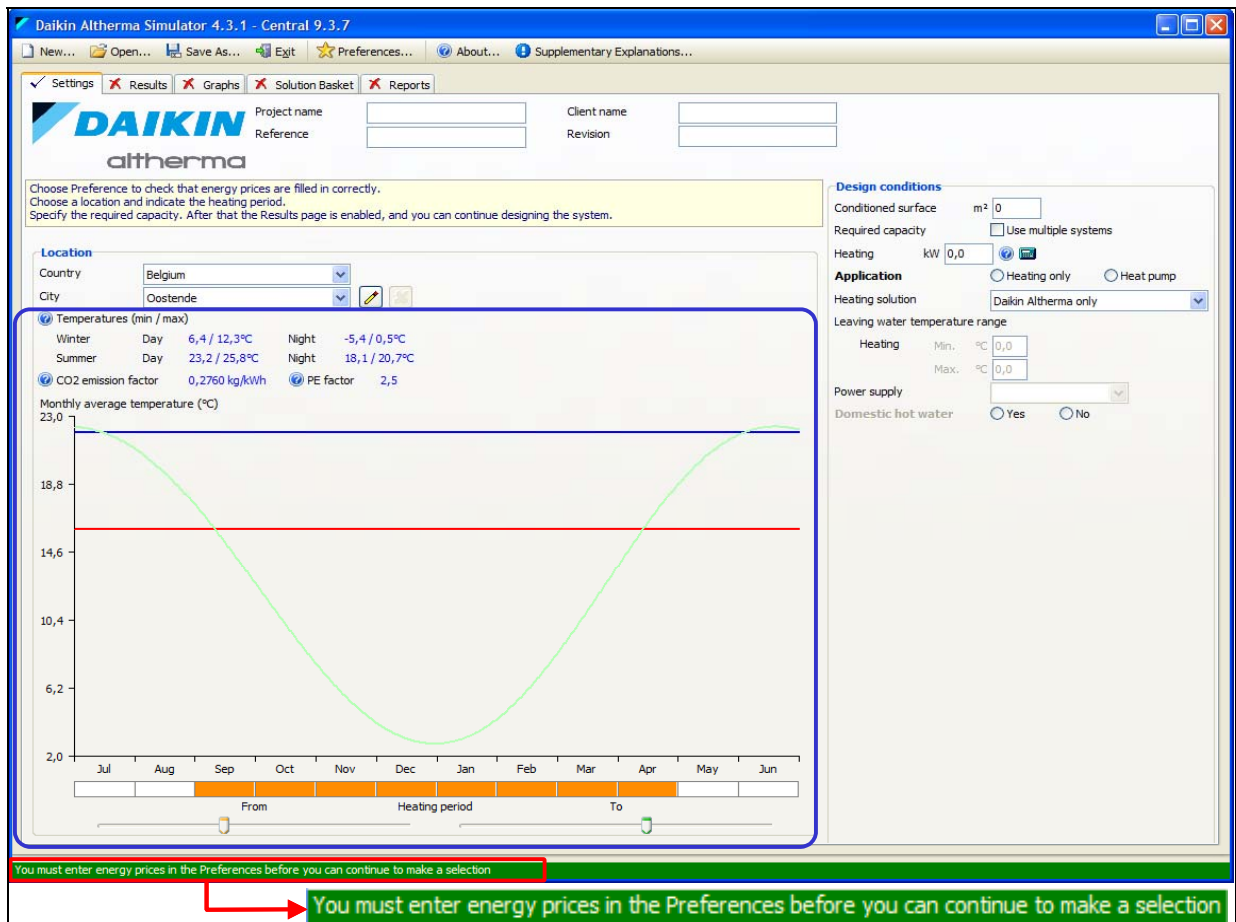 Daikin Altherma Simulator 4.3.1 - Central 9.3.7
New... Open... Save As... Exit Preferences... About... Supplementary Explanations...
Settings Results Graphs Solution Basket Reports
DAIKIN
altherma
Project name Client name
Reference Revision
Choose Preference to check that energy prices are filled in correctly.
Choose a location and indicate the heating period.
Specify the required capacity. After that the Results page is enabled, and you can continue designing the system.
Location
Country Belgium
City Oostende
Temperatures (min / max)
Winter Day 6,4 / 12,3°C Night -5,4 / 0,5°C
Summer Day 23,2 / 25,8°C Night 18,1 / 20,7°C
CO2 emission factor 0,2760 kg/kWh PE factor 2,5
Monthly average temperature (°C)
23,0
18,8
14,6
10,4
6,2
2,0
Jul Aug Sep Oct Nov Dec Jan Feb Mar Apr May Jun
From Heating period To
Design conditions
Conditioned surface m² 0
Required capacity Use multiple systems
Heating kW 0,0
Application Heating only Heat pump
Heating solution Daikin Altherma only
Leaving water temperature range
Heating Min. °C 0,0
Max. °C 0,0
Power supply
Domestic hot water Yes No
You must enter energy prices in the Preferences before you can continue to make a selection
You must enter energy prices in the Preferences before you can continue to make a selection